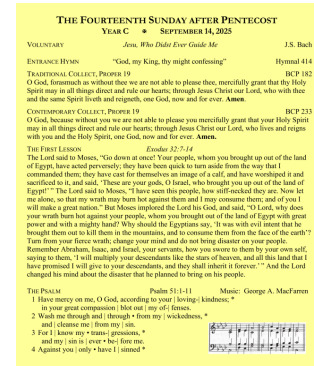 THE FOURTEENTH SUNDAY AFTER PENTECOST
YEAR C ✹ SEPTEMBER 14, 2025
VOLUNTARY Jesu, Who Didst Ever Guide Me J.S. Bach
ENTRANCE HYMN “God, my King, thy might confessing” Hymnal 414
TRADITIONAL COLLECT, PROPER 19 BCP 182
O God, forasmuch as without thee we are not able to please thee, mercifully grant that thy Holy
Spirit may in all things direct and rule our hearts; through Jesus Christ our Lord, who with thee
and the same Spirit liveth and reigneth, one God, now and for ever. Amen.
CONTEMPORARY COLLECT, PROPER 19 BCP 233
O God, because without you we are not able to please you mercifully grant that your Holy Spirit
may in all things direct and rule our hearts; through Jesus Christ our Lord, who lives and reigns
with you and the Holy Spirit, one God, now and for ever. Amen.
THE FIRST LESSON Exodus 32:7-14
The Lord said to Moses, “Go down at once! Your people, whom you brought up out of the land
of Egypt, have acted perversely; they have been quick to turn aside from the way that I
commanded them; they have cast for themselves an image of a calf, and have worshiped it and
sacrificed to it, and said, ‘These are your gods, O Israel, who brought you up out of the land of
Egypt!’ ” The Lord said to Moses, “I have seen this people, how stiff-necked they are. Now let
me alone, so that my wrath may burn hot against them and I may consume them; and of you I
will make a great nation.” But Moses implored the Lord his God, and said, “O Lord, why does
your wrath burn hot against your people, whom you brought out of the land of Egypt with great
power and with a mighty hand? Why should the Egyptians say, ‘It was with evil intent that he
brought them out to kill them in the mountains, and to consume them from the face of the earth’?
Turn from your fierce wrath; change your mind and do not bring disaster on your people.
Remember Abraham, Isaac, and Israel, your servants, how you swore to them by your own self,
saying to them, ‘I will multiply your descendants like the stars of heaven, and all this land that I
have promised I will give to your descendants, and they shall inherit it forever.’ ” And the Lord
changed his mind about the disaster that he planned to bring on his people.
THE PSALM Psalm 51:1-11 Music: George A. MacFarren
1 Have mercy on me, O God, according to your | loving-| kindness; *
in your great compassion | blot out | my of-| fenses.
2 Wash me through and | through • from my | wickedness, *
and | cleanse me | from my | sin.
3 For I | know my • trans-| gressions, *
and my | sin is | ever • be-| fore me.
4 Against you | only • have I | sinned *